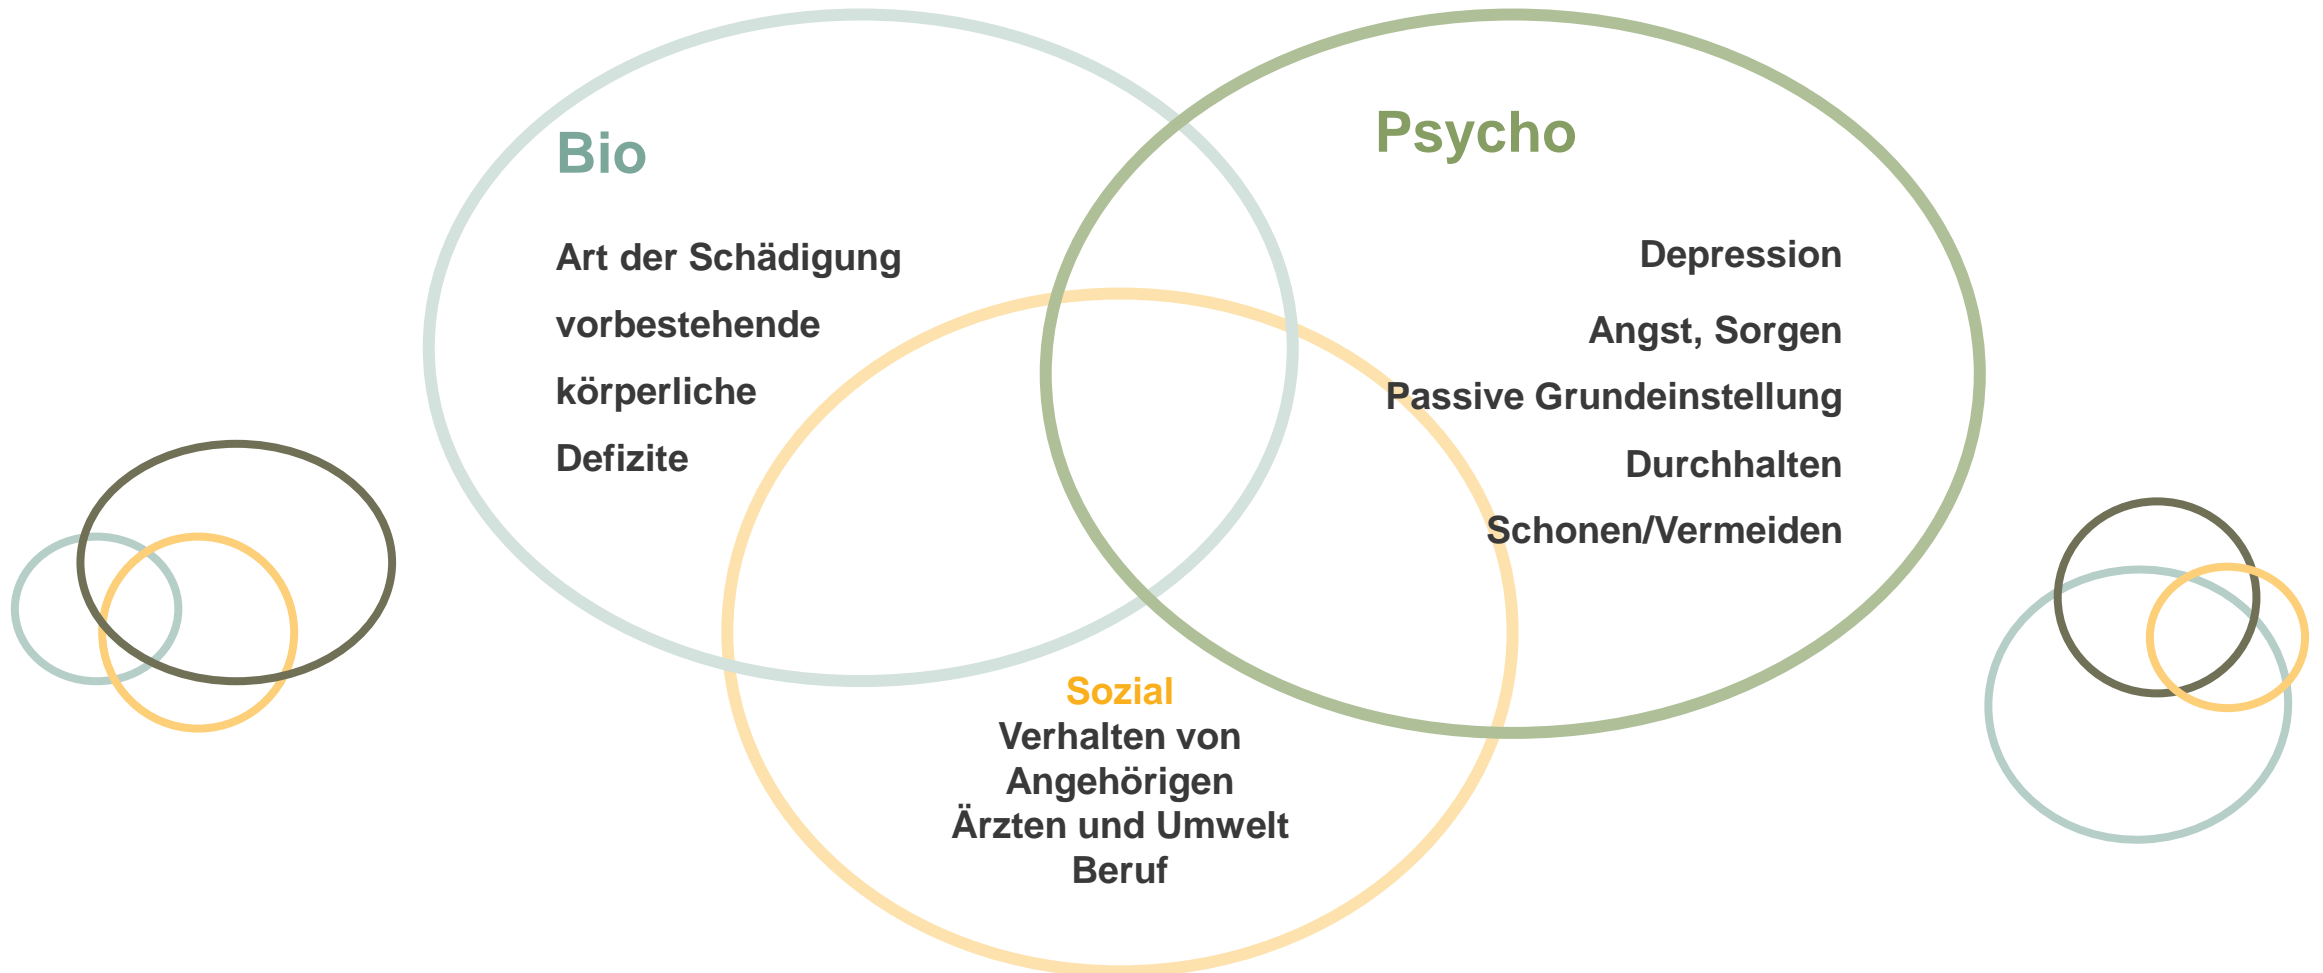 Bio
Art der Schädigung
vorbestehende
körperliche
Defizite
Psycho
Depression
Angst, Sorgen
Passive Grundeinstellung
Durchhalten
Schonen/Vermeiden
Sozial
Verhalten von
Angehörigen
Ärzten und Umwelt
Beruf